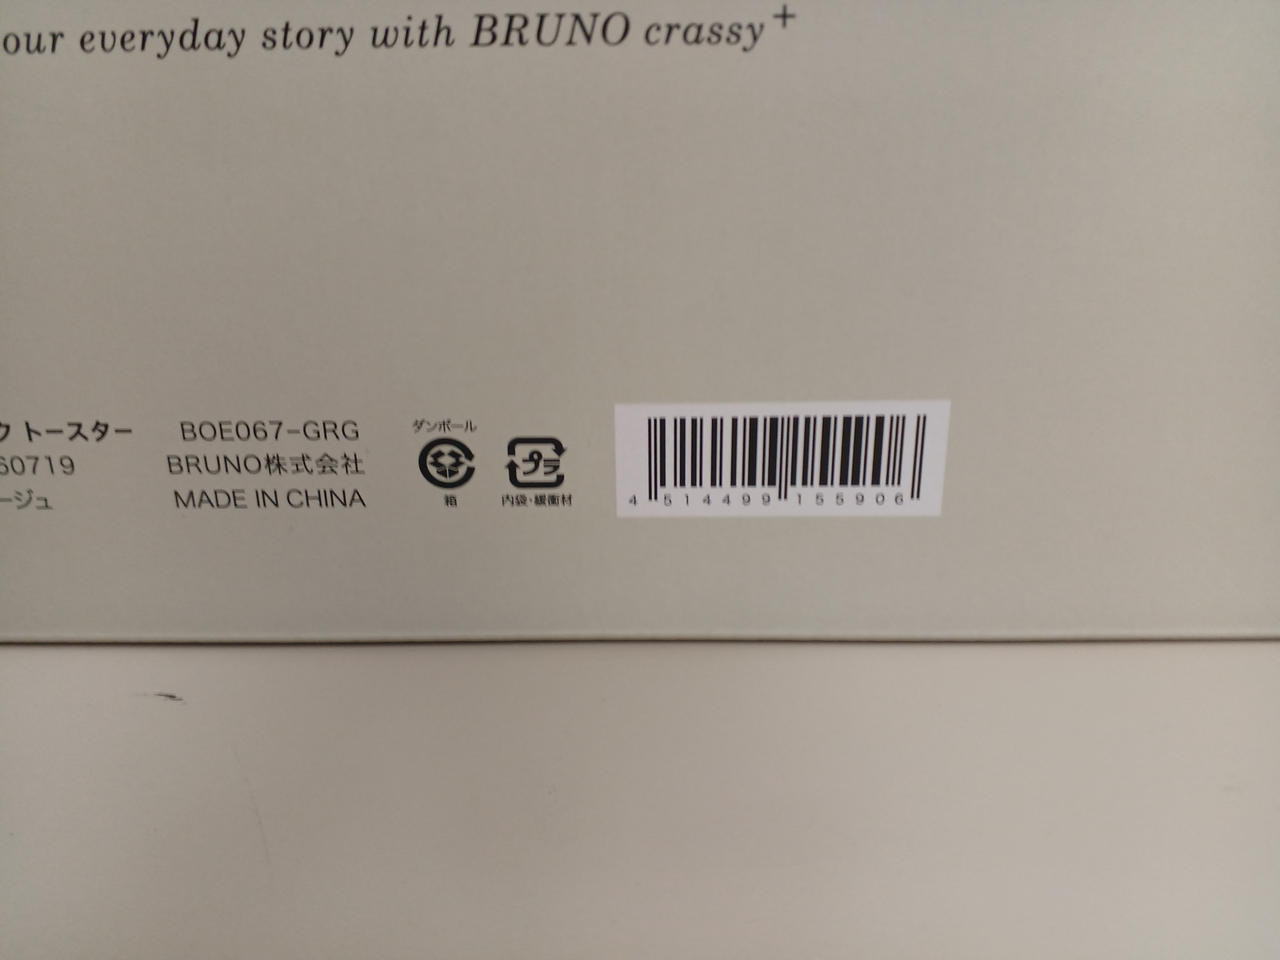 our everyday story with BRUNO crassy+
ク トースター
60719
ージュ
BOE067-GRG
BRUNO株式会社
MADE IN CHINA
ダンボール
箱
プラ
内袋・緩衝材
4 514499 155906